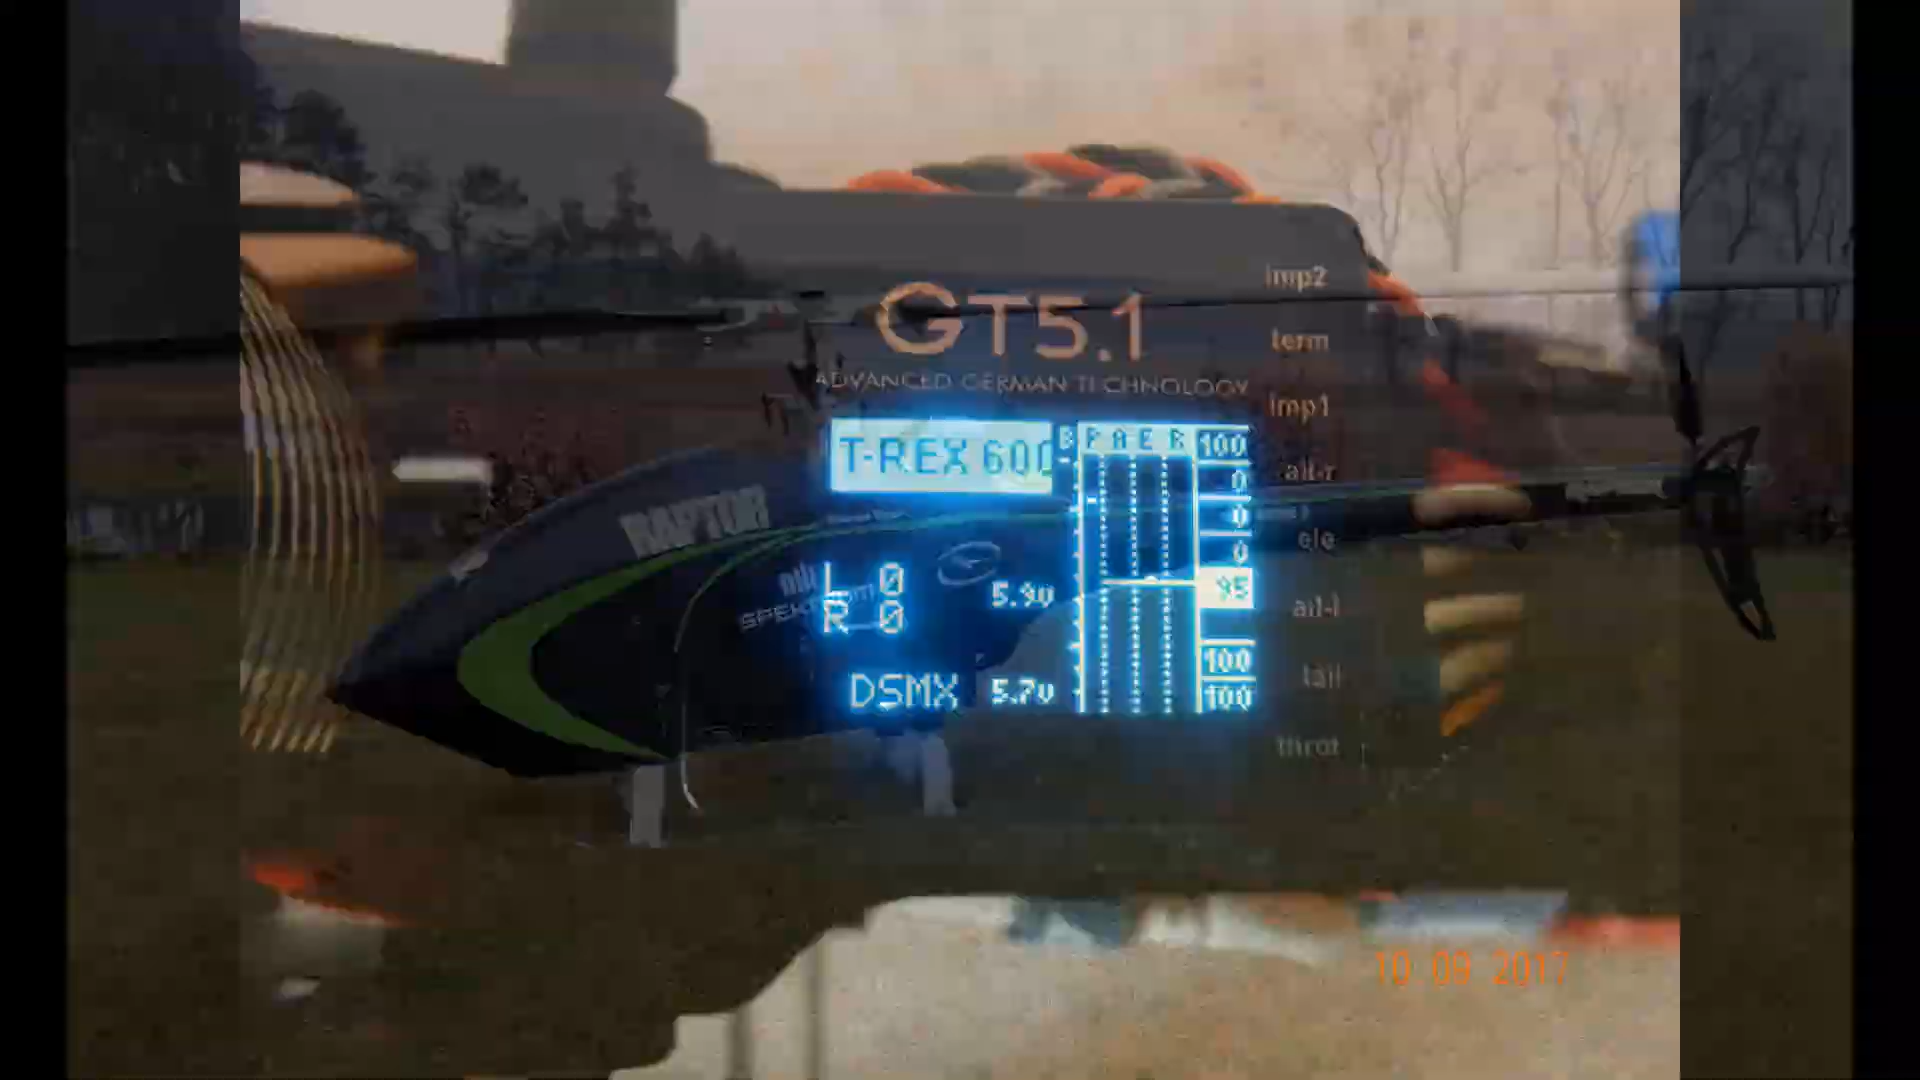 imp2
GT5.1
term
ADVANCED GERMAN TECHNOLOGY
imp1
T-REX 600
B P A E R 100
ail-r
0
0
ele
0
RAPTOR
L 0
R 0
5.9v
95
ail-l
DSMX 5.7v
100
100
tail
throt
10 09 2017